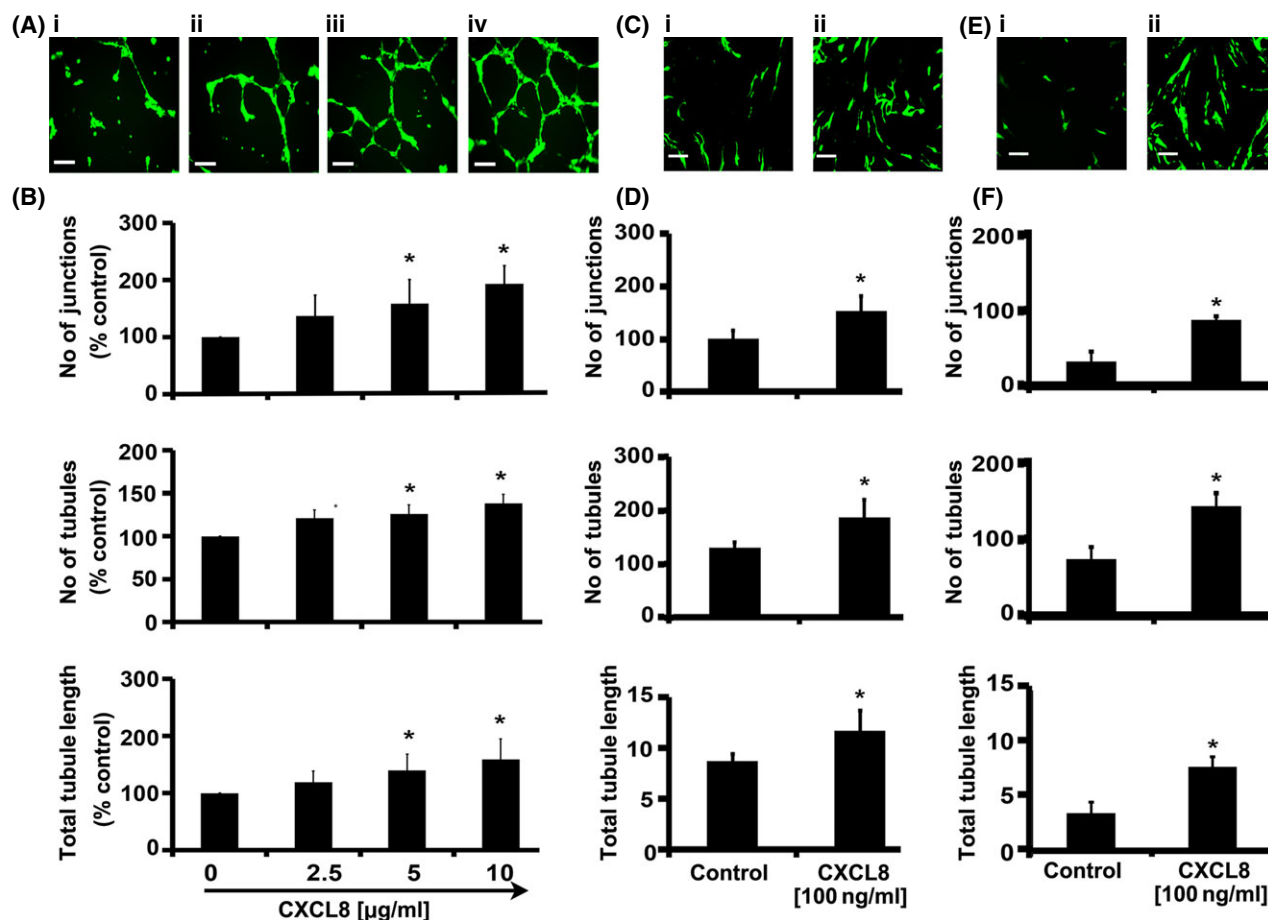 (A) i ii iii iv (C) i ii (E) i ii
(B)
No of junctions
(% control)
300
200
100
0
* *
No of tubules
(% control)
200
150
100
50
0
* * *
Total tubule length
(% control)
300
200
100
0
* *
0 2.5 5 10
CXCL8 [µg/ml]
(D)
No of junctions
300
200
100
0
*
No of tubules
300
200
100
0
*
Total tubule length
15
10
5
0
*
Control CXCL8
[100 ng/ml]
(F)
No of junctions
200
100
0
*
No of tubules
200
100
0
*
Total tubule length
15
10
5
0
*
Control CXCL8
[100 ng/ml]